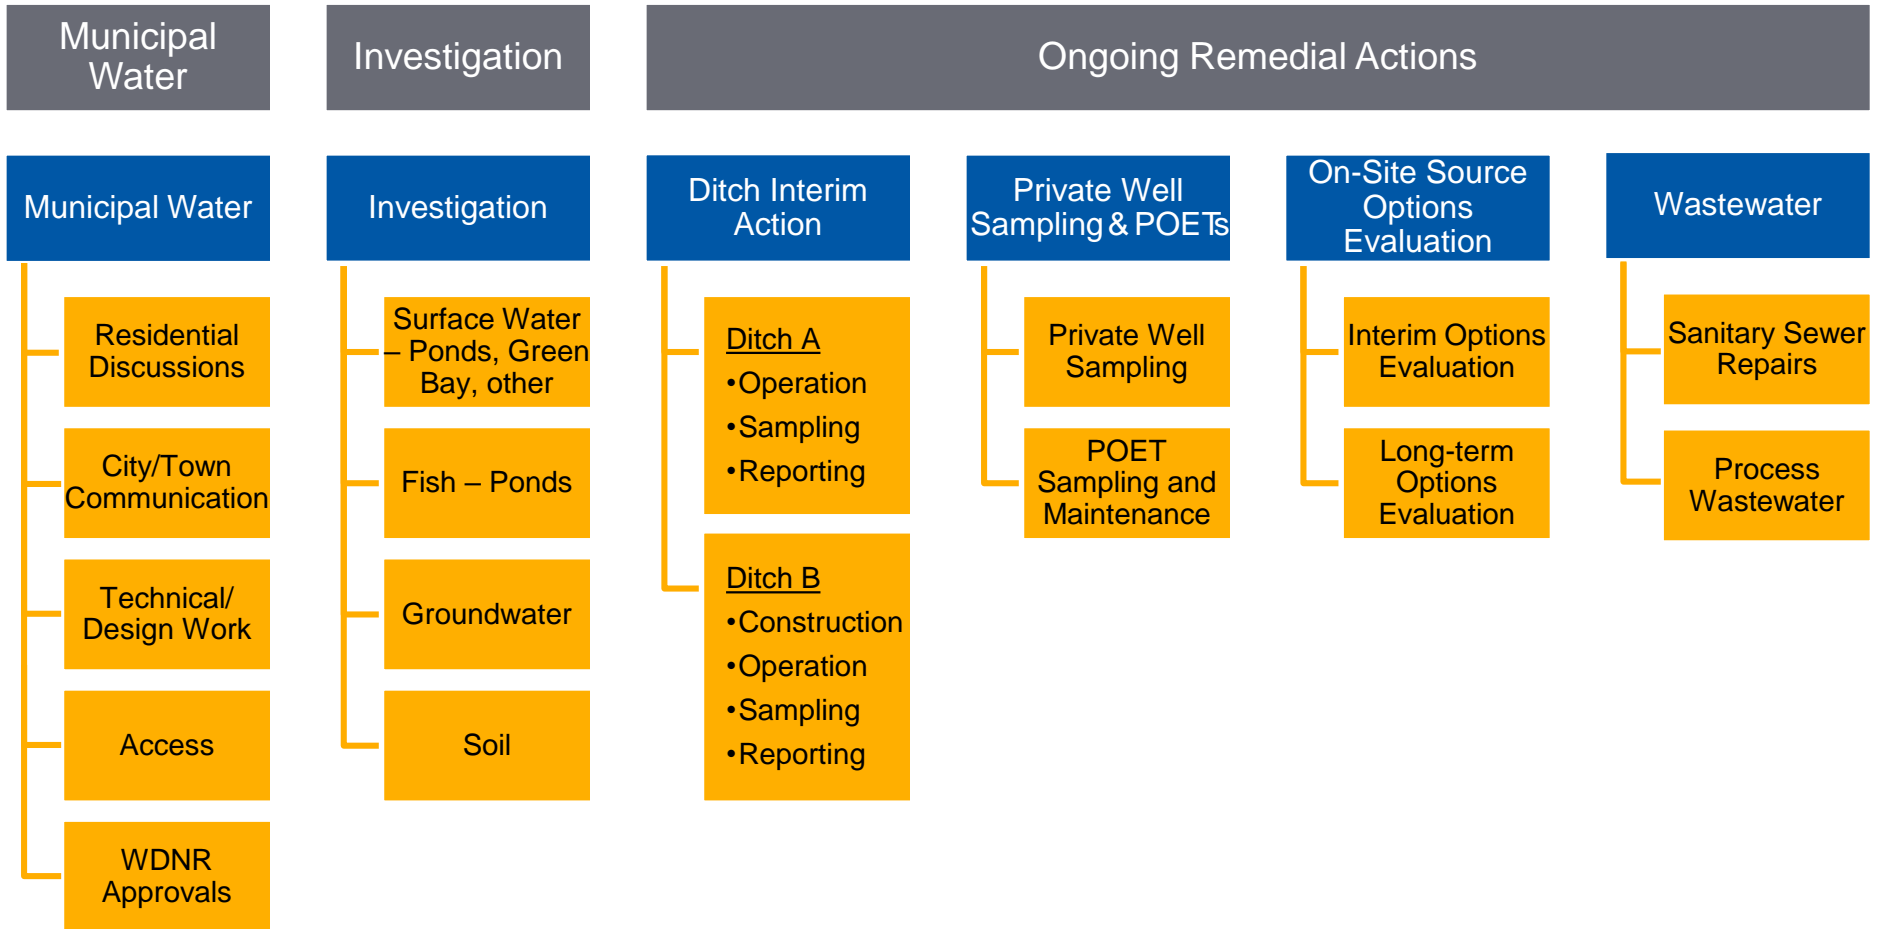 Municipal
Water
Investigation
Ongoing Remedial Actions
Municipal Water
Residential
Discussions
City/Town
Communication
Technical/
Design Work
Access
WDNR
Approvals
Investigation
Surface Water
– Ponds, Green
Bay, other
Fish – Ponds
Groundwater
Soil
Ditch Interim
Action
Ditch A
•Operation
•Sampling
•Reporting
Ditch B
•Construction
•Operation
•Sampling
•Reporting
Private Well
Sampling & POETs
Private Well
Sampling
POET
Sampling and
Maintenance
On-Site Source
Options
Evaluation
Interim Options
Evaluation
Long-term
Options
Evaluation
Wastewater
Sanitary Sewer
Repairs
Process
Wastewater